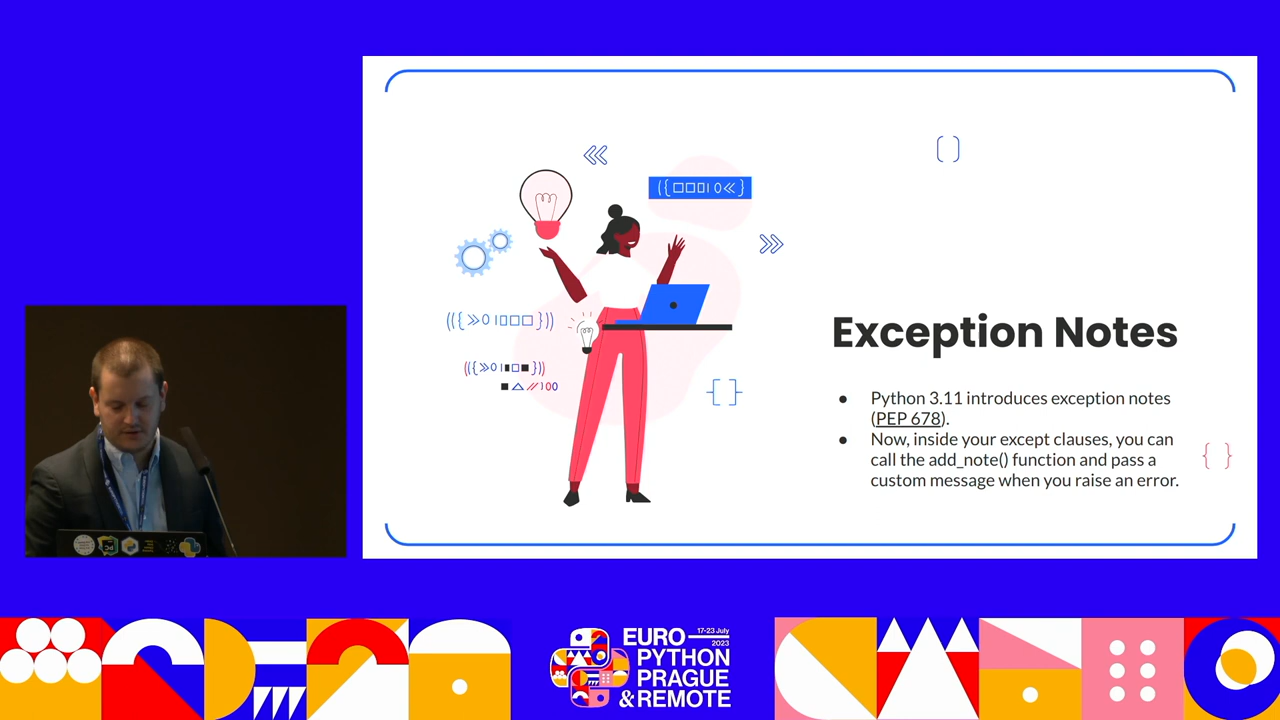 Exception Notes
● Python 3.11 introduces exception notes
(PEP 678).
● Now, inside your except clauses, you can
call the add_note() function and pass a
custom message when you raise an error.
EURO
17-23 July
2023
PYTHON
PRAGUE
&REMOTE